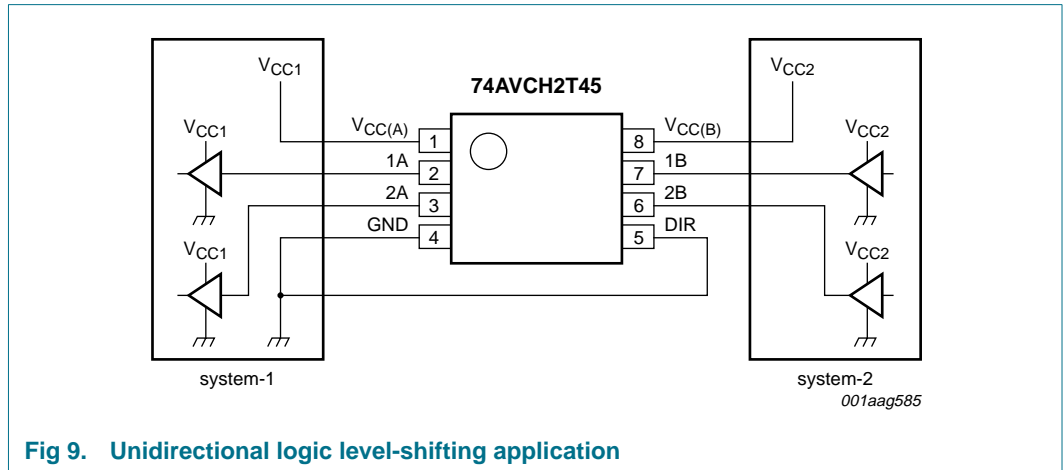 VCC1
VCC2
74AVCH2T45
VCC1
VCC(A)
1
8
VCC(B)
VCC2
1A
2
7
1B
2A
3
6
2B
GND
4
5
DIR
VCC1
VCC2
system-1
system-2
001aag585
Fig 9. Unidirectional logic level-shifting application